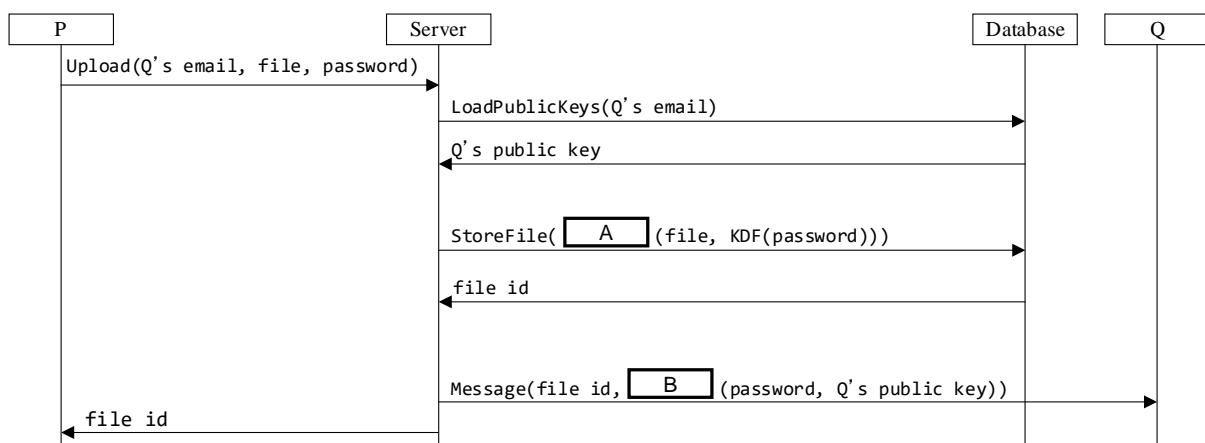 P Server Database Q
Upload(Q's email, file, password)
LoadPublicKeys(Q's email)
Q's public key
StoreFile( A (file, KDF(password)))
file id
Message(file id, B (password, Q's public key))
file id